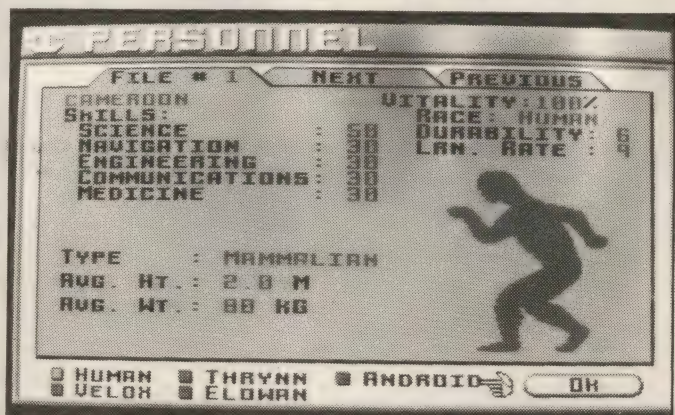 PERSONNEL
FILE # 1 NEXT PREVIOUS
CAMEROON VITALITY:100%
SKILLS: RACE: HUMAN
SCIENCE : 50 DURABILITY: 6
NAVIGATION : 30 LRN. RATE : 9
ENGINEERING : 30
COMMUNICATIONS: 30
MEDICINE : 30
TYPE : MAMMALIAN
AVG. HT.: 2.0 M
AVG. WT.: 80 KG
HUMAN THRYNN ANDROID OK
VELOX ELOWAN